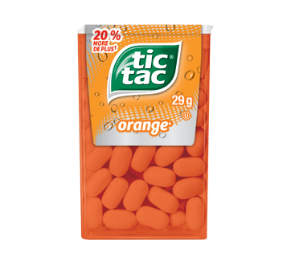 20 %
MORE
DE PLUS!
tic
tac
29 g
orange